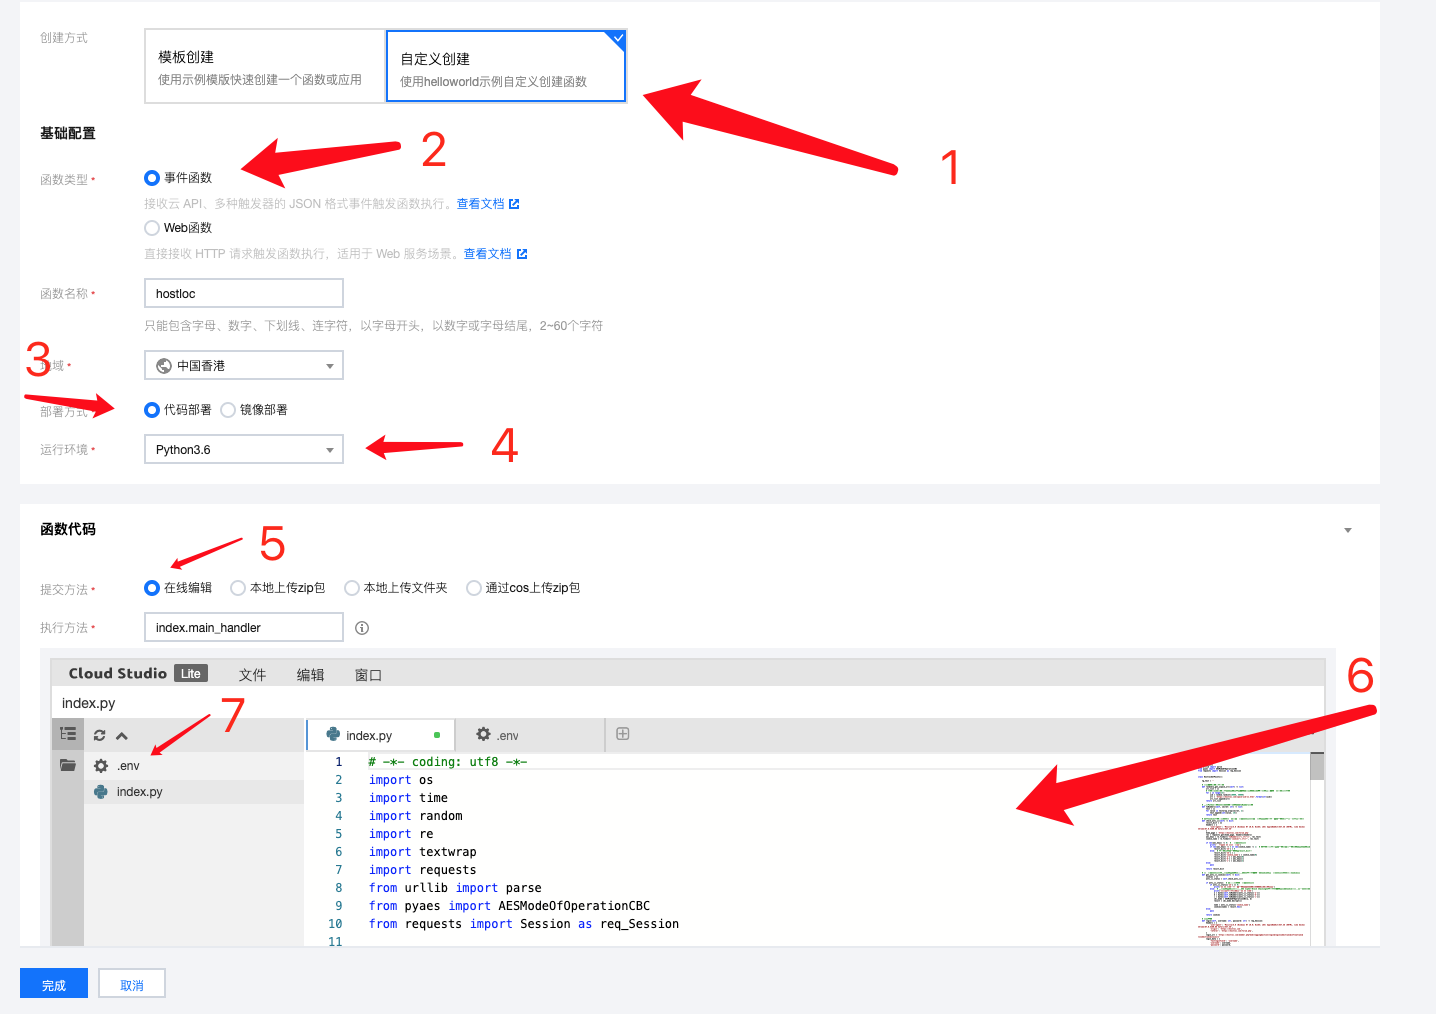 创建方式
模板创建
使用示例模版快速创建一个函数或应用
自定义创建
使用helloworld示例自定义创建函数
1
基础配置
2
函数类型 *
事件函数
接收云 API、多种触发器的 JSON 格式事件触发函数执行。查看文档
Web函数
直接接收 HTTP 请求触发函数执行，适用于 Web 服务场景。查看文档
函数名称 *
hostloc
只能包含字母、数字、下划线、连字符，以字母开头，以数字或字母结尾，2~60个字符
3
地域 *
中国香港
部署方式
代码部署
镜像部署
运行环境 *
Python3.6
4
函数代码
5
提交方法 *
在线编辑
本地上传zip包
本地上传文件夹
通过cos上传zip包
执行方法 *
index.main_handler
6
Cloud Studio Lite
文件
编辑
窗口
index.py
7
.env
index.py
index.py
.env
1 # -*- coding: utf8 -*-
2 import os
3 import time
4 import random
5 import re
6 import textwrap
7 import requests
8 from urllib import parse
9 from pyaes import AESModeOfOperationCBC
10 from requests import Session as req_Session
11
完成
取消